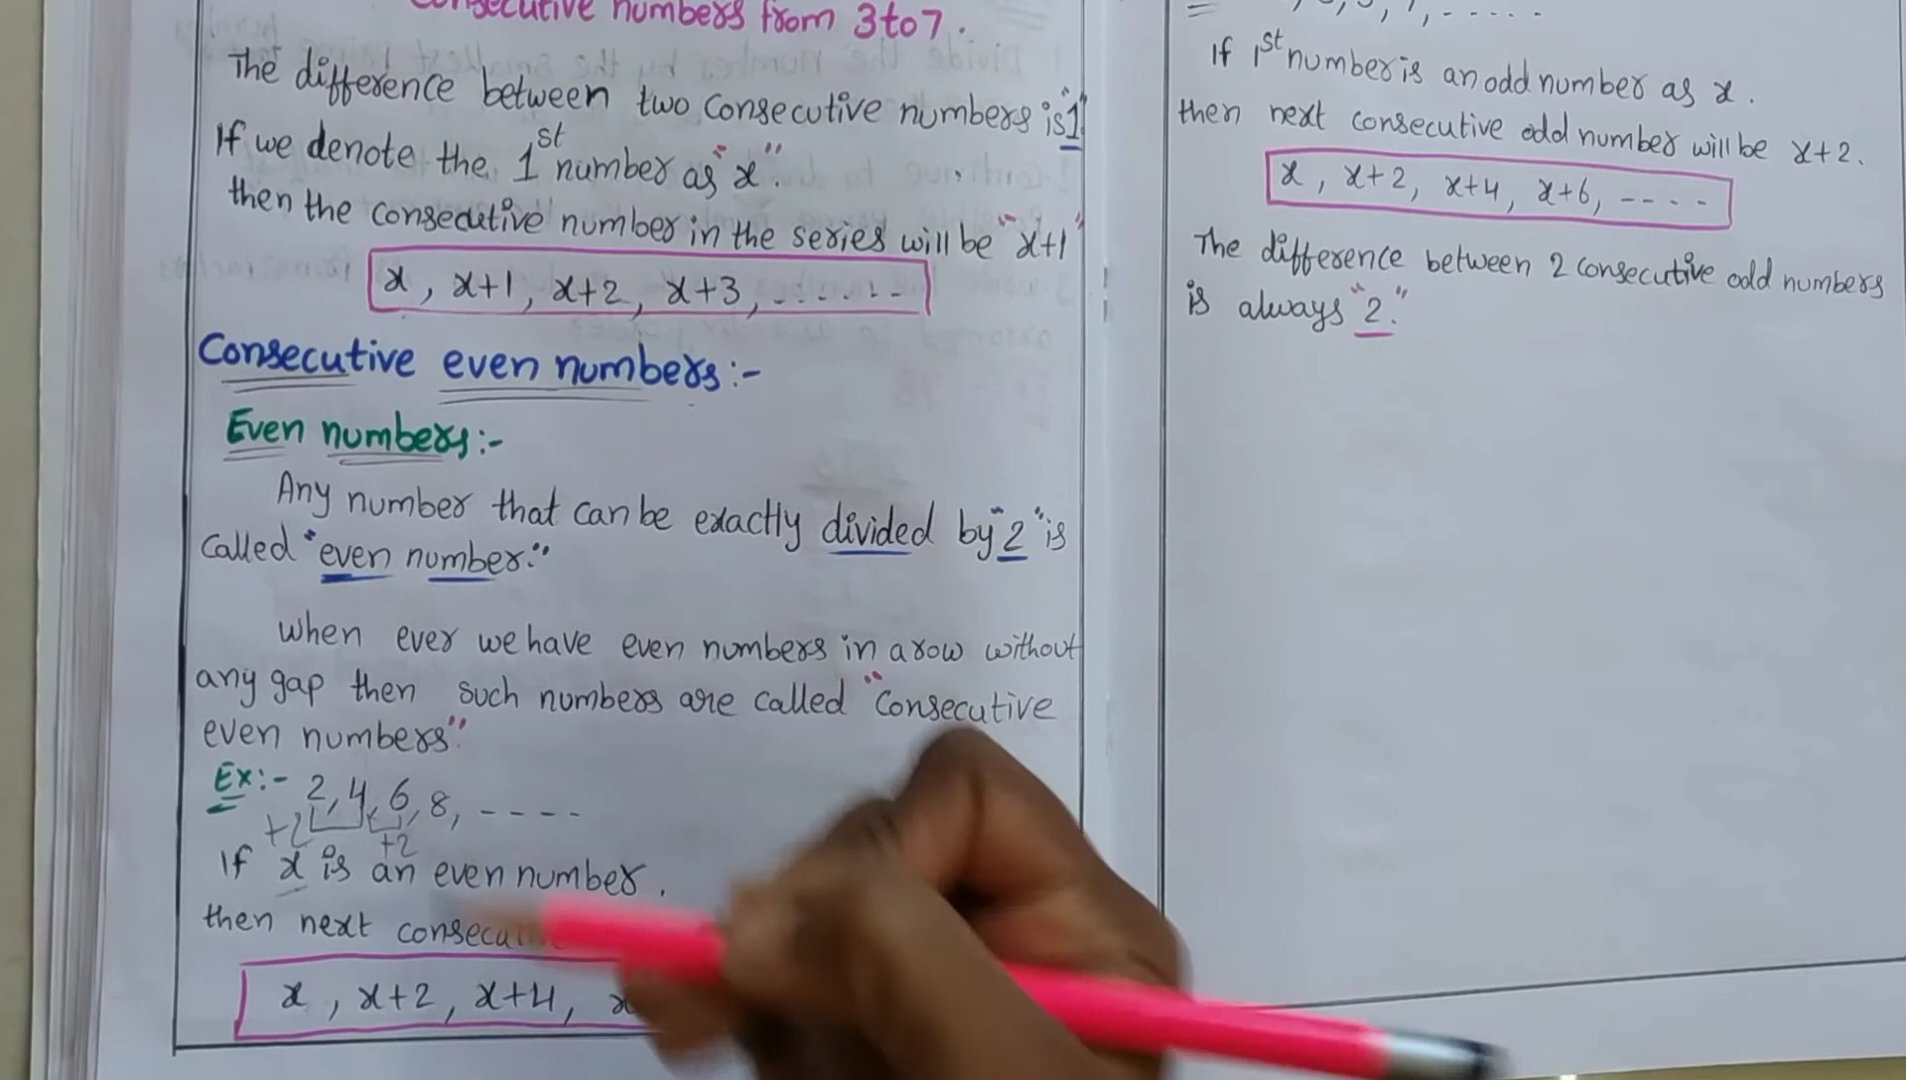 Consecutive numbers from 3 to 7.
The difference between two consecutive numbers is "1"
If we denote the 1st number as "x".
then the consecutive number in the series will be "x+1"
x, x+1, x+2, x+3, ......
Consecutive even numbers:-
Even numbers:-
Any number that can be exactly divided by "2" is
called "even number."
When ever we have even numbers in a row without
any gap then such numbers are called "Consecutive
even numbers".
Ex:- 2, 4, 6, 8, ----
+2 +2
If x is an even number.
then next
x, x+2, x+4, x
If 1st number is an odd number as x.
then next consecutive odd number will be x+2.
x, x+2, x+4, x+6, ----
The difference between 2 consecutive odd numbers
is always "2."